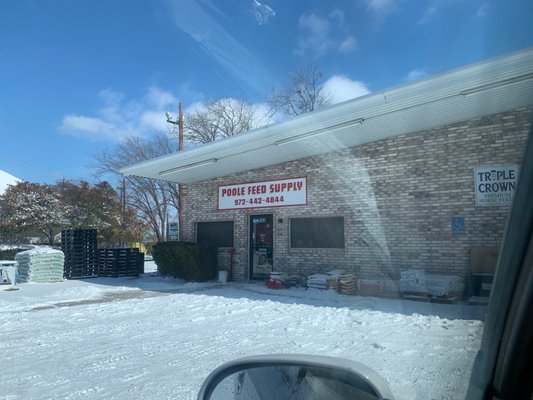 POOLE FEED SUPPLY
972-442-4844
TRIPLE
CROWN